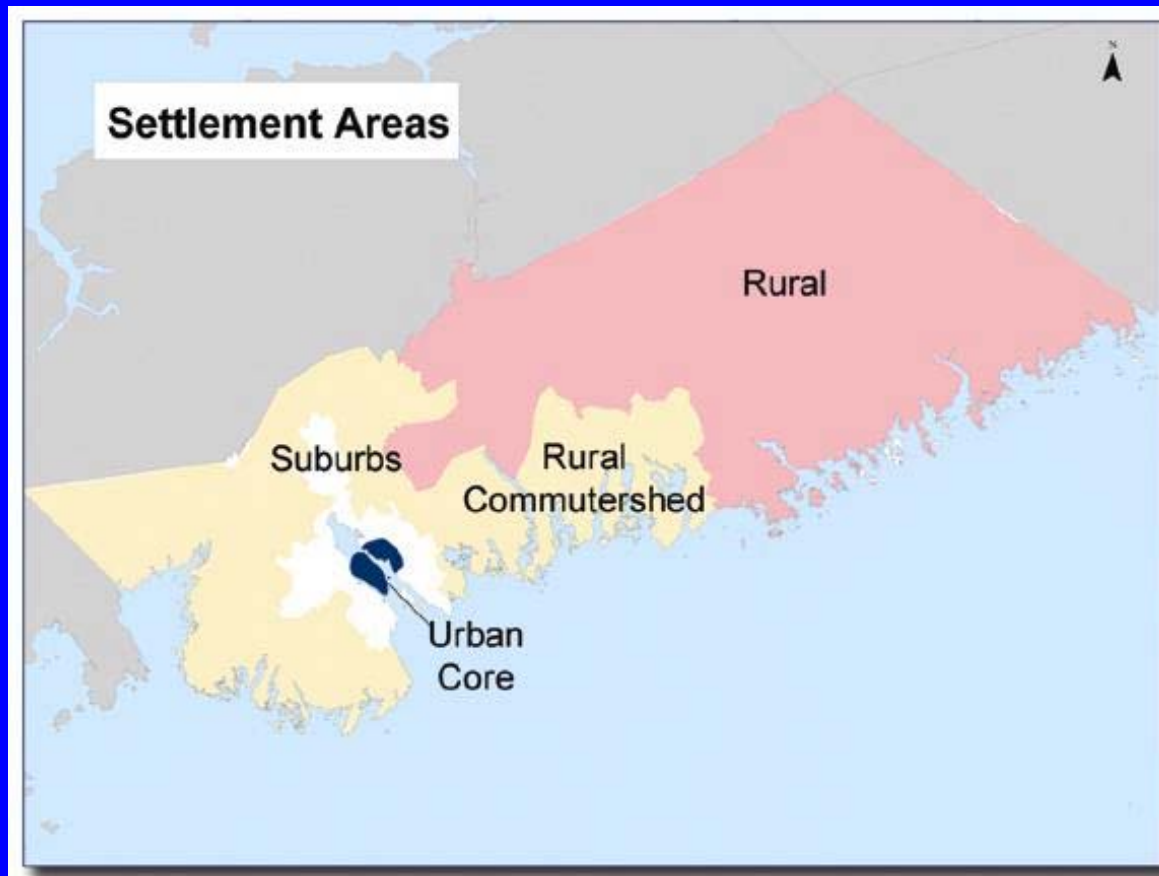 N
Settlement Areas
Rural
Suburbs
Rural
Commutershed
Urban
Core